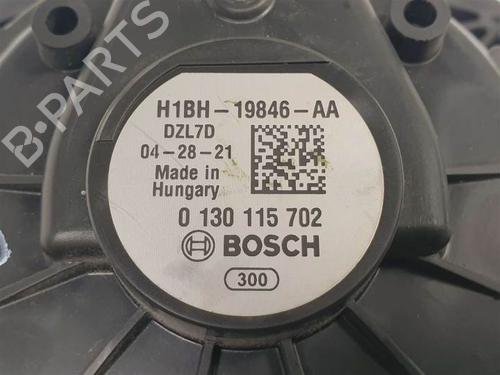 B-PARTS
H1BH-19846-AA
DZL7D
04-28-21
Made in
Hungary
0 130 115 702
BOSCH
300